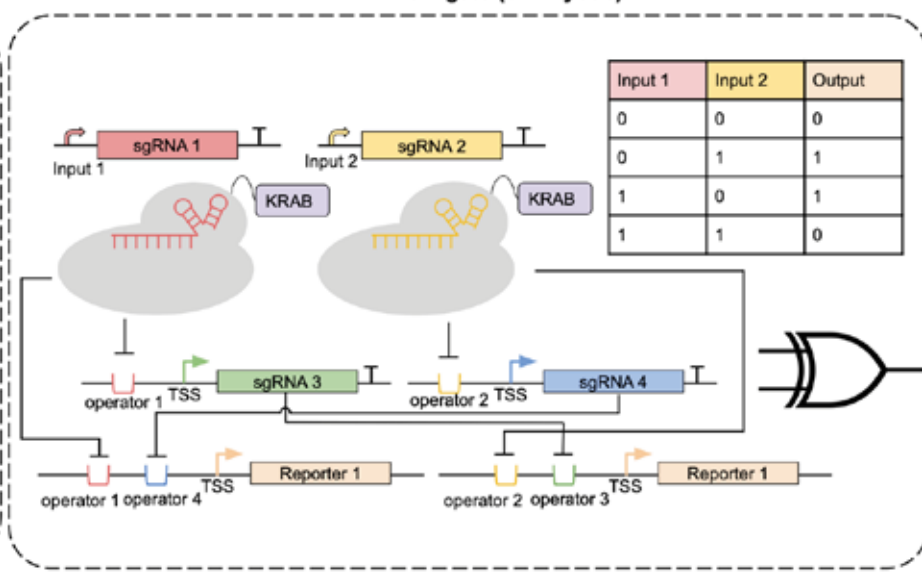 Input 1 Input 2 Output
0 0 0
0 1 1
1 0 1
1 1 0
sgRNA 1
sgRNA 2
Input 1
Input 2
KRAB
KRAB
sgRNA 3
sgRNA 4
operator 1
TSS
operator 2
TSS
Reporter 1
Reporter 1
operator 1
operator 4
TSS
operator 2
operator 3
TSS